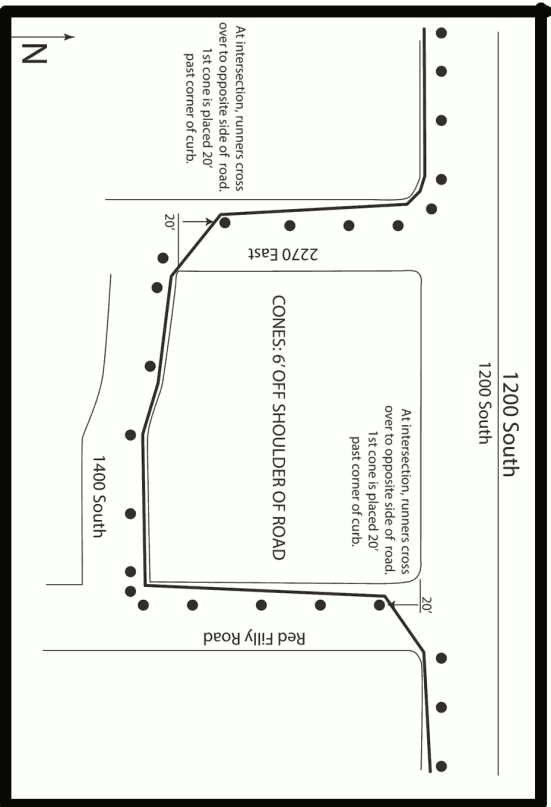 N
At intersection, runners cross
over to opposite side of road.
1st cone is placed 20'
past corner of curb.
20'
2270 East
CONES: 6' OFF SHOULDER OF ROAD
1200 South
1200 South
At intersection, runners cross
over to opposite side of road.
1st cone is placed 20'
past corner of curb.
1400 South
20'
Red Filly Road